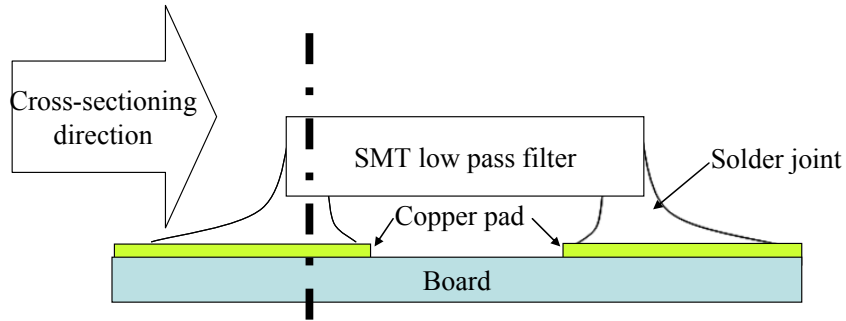 Cross-sectioning
direction
SMT low pass filter
Solder joint
Copper pad
Board